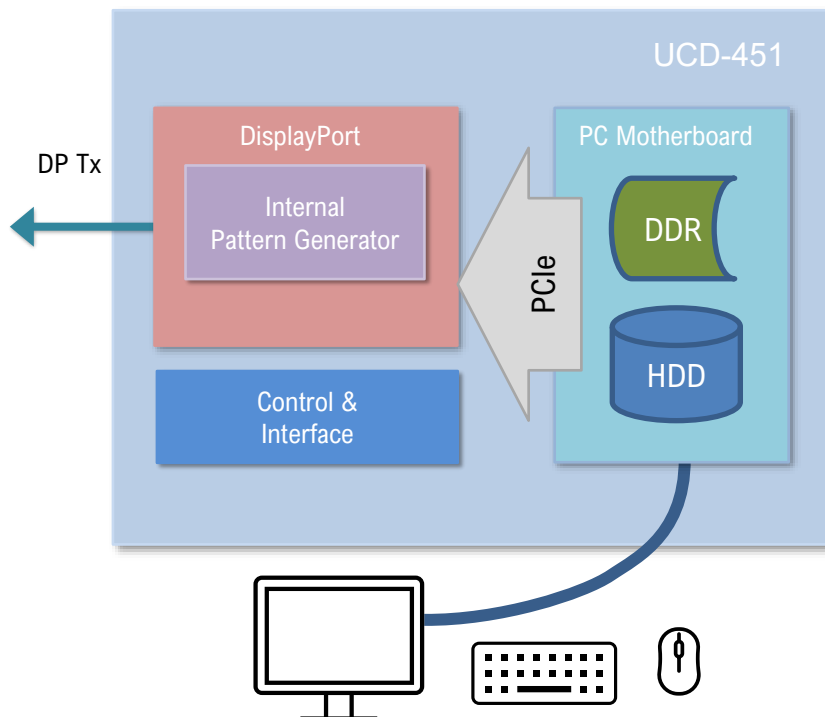 UCD-451
DisplayPort
PC Motherboard
DP Tx
Internal
Pattern Generator
DDR
PCIe
HDD
Control &
Interface